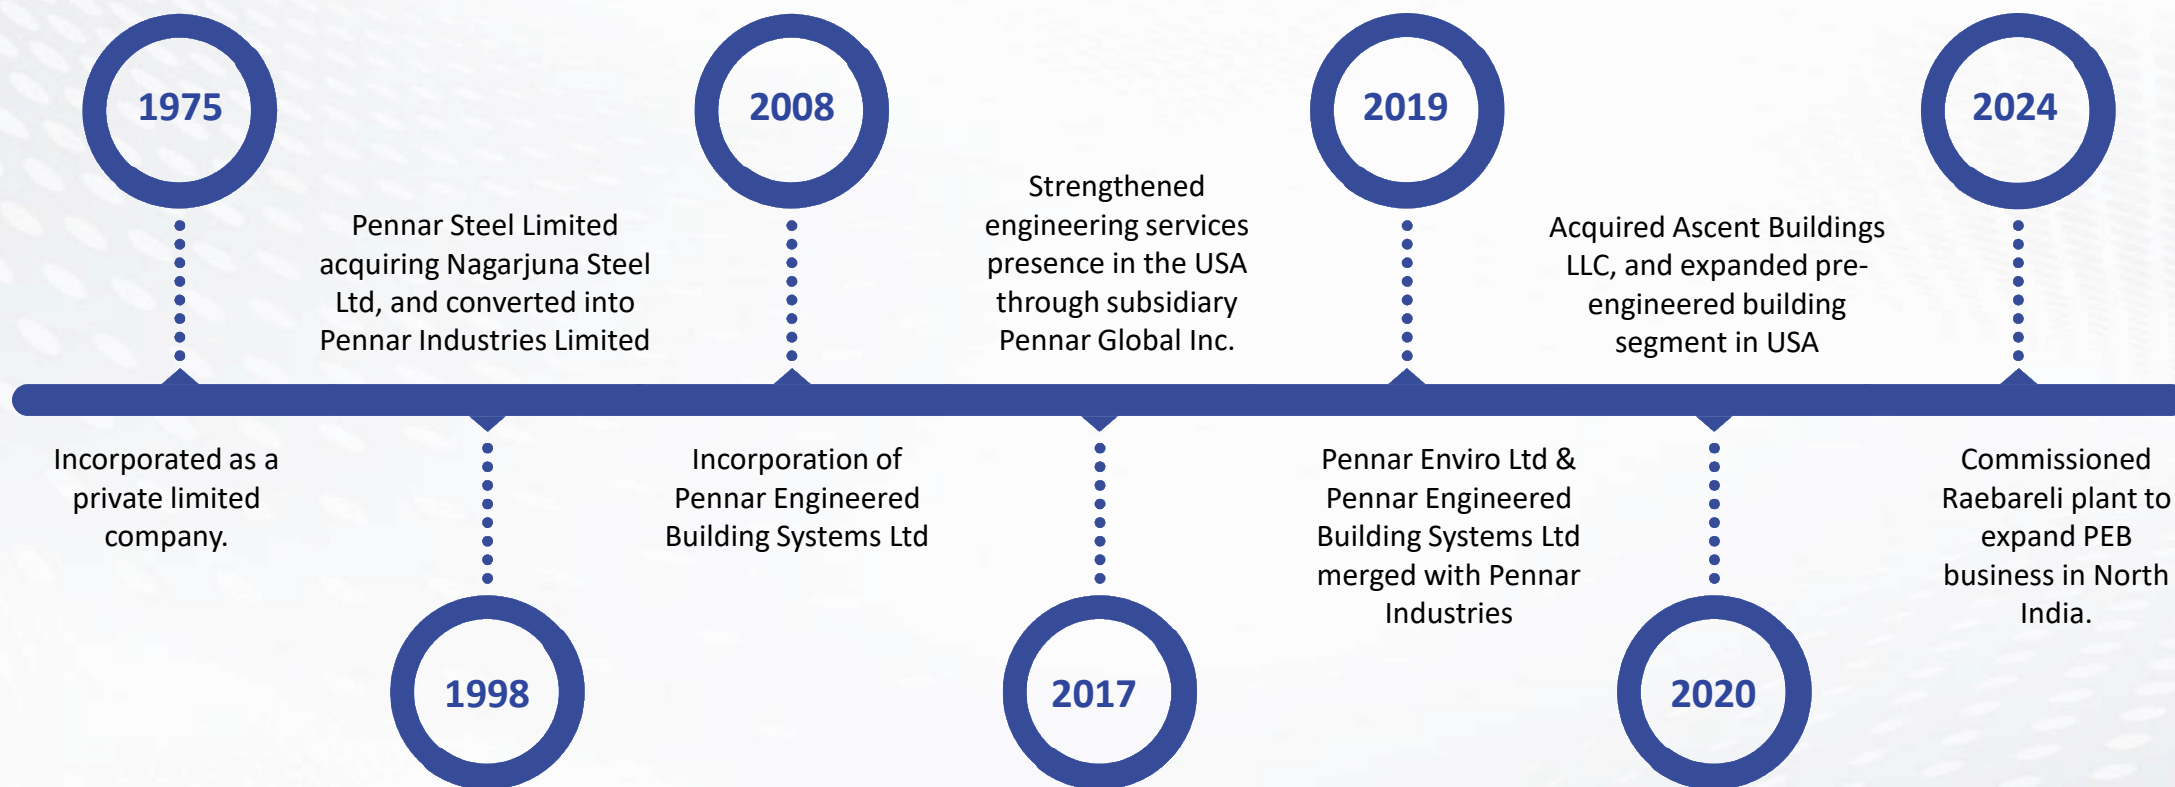 1975
Incorporated as a
private limited
company.
Pennar Steel Limited
acquiring Nagarjuna Steel
Ltd, and converted into
Pennar Industries Limited
1998
2008
Incorporation of
Pennar Engineered
Building Systems Ltd
Strengthened
engineering services
presence in the USA
through subsidiary
Pennar Global Inc.
2017
2019
Pennar Enviro Ltd &
Pennar Engineered
Building Systems Ltd
merged with Pennar
Industries
Acquired Ascent Buildings
LLC, and expanded pre-
engineered building
segment in USA
2020
2024
Commissioned
Raebareli plant to
expand PEB
business in North
India.